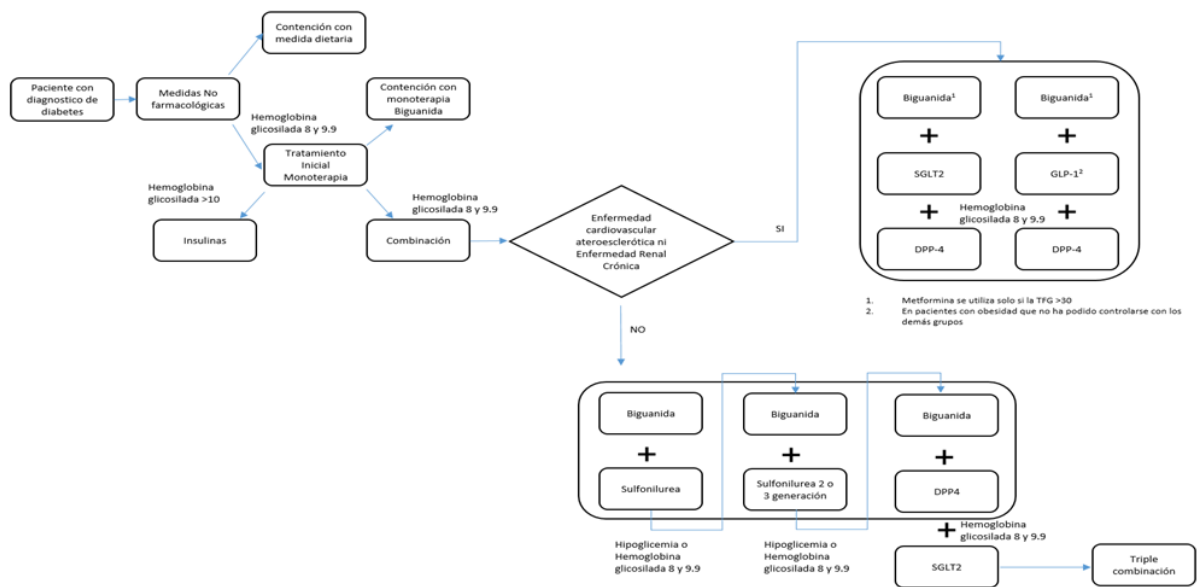 Contención con
medida dietaria
Paciente con
diagnostico de
diabetes
Medidas No
farmacológicas
Contención con
monoterapia
Biguanida
Hemoglobina
glicosilada 8 y 9.9
Tratamiento
Inicial
Monoterapia
Hemoglobina
glicosilada >10
Insulinas
Hemoglobina
glicosilada 8 y 9.9
Combinación
Enfermedad
cardiovascular
ateroesclerótica ni
Enfermedad Renal
Crónica
SI
NO
Biguanida¹
+
SGLT2
+
DPP-4
Biguanida¹
+
GLP-1²
Hemoglobina
glicosilada 8 y 9.9
+
DPP-4
1. Metformina se utiliza solo si la TFG >30
2. En pacientes con obesidad que no ha podido controlarse con los
demás grupos
Biguanida
+
Sulfonilurea
Hipoglicemia o
Hemoglobina
glicosilada 8 y 9.9
Biguanida
+
Sulfonilurea 2 o
3 generación
Hipoglicemia o
Hemoglobina
glicosilada 8 y 9.9
Biguanida
+
DPP4
+
Hemoglobina
glicosilada 8 y 9.9
SGLT2
Triple
combinación